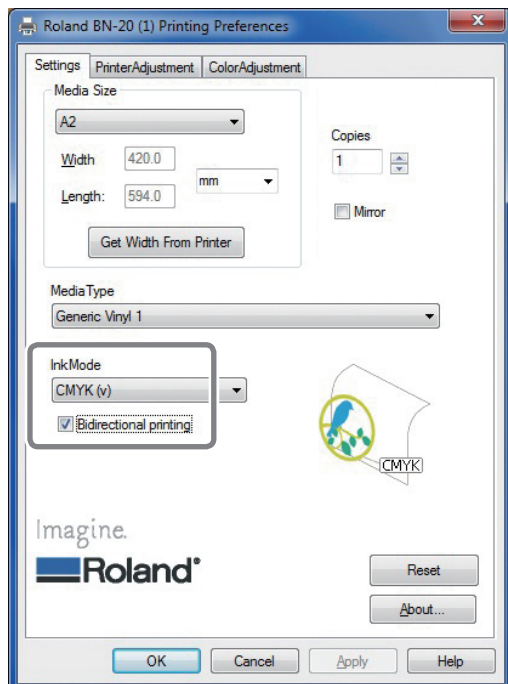 Roland BN-20 (1) Printing Preferences
Settings PrinterAdjustment ColorAdjustment
Media Size
A2
Width 420.0
Length: 594.0
mm
Get Width From Printer
Copies
1
Mirror
MediaType
Generic Vinyl 1
InkMode
CMYK (v)
Bidirectional printing
CMYK
Imagine.
Roland®
Reset
About...
OK Cancel Apply Help